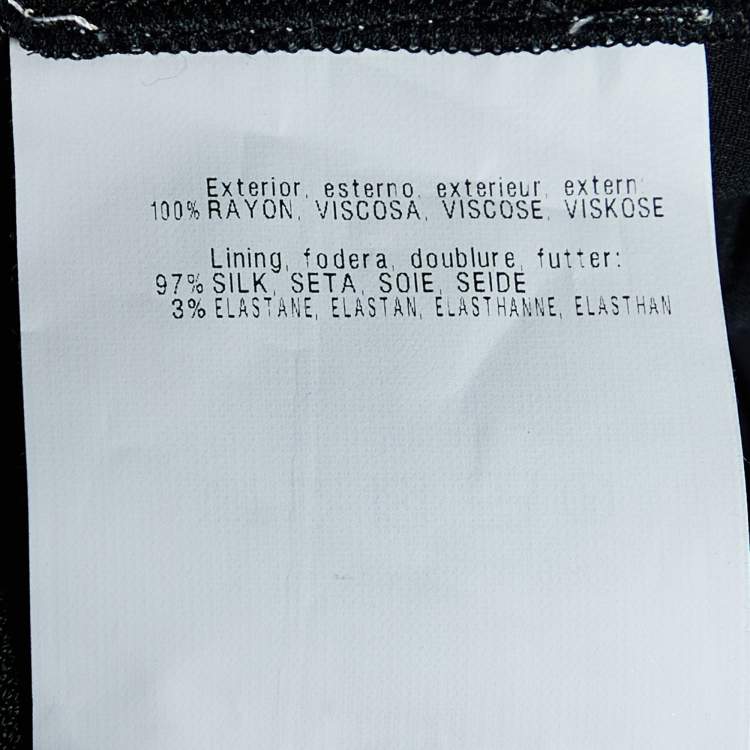 Exterior, esterno, exterieur, extern:
100% RAYON, VISCOSA, VISCOSE, VISKOSE
Lining, fodera, doublure, futter:
97% SILK, SETA, SOIE, SEIDE
3% ELASTANE, ELASTAN, ELASTHANNE, ELASTHAN